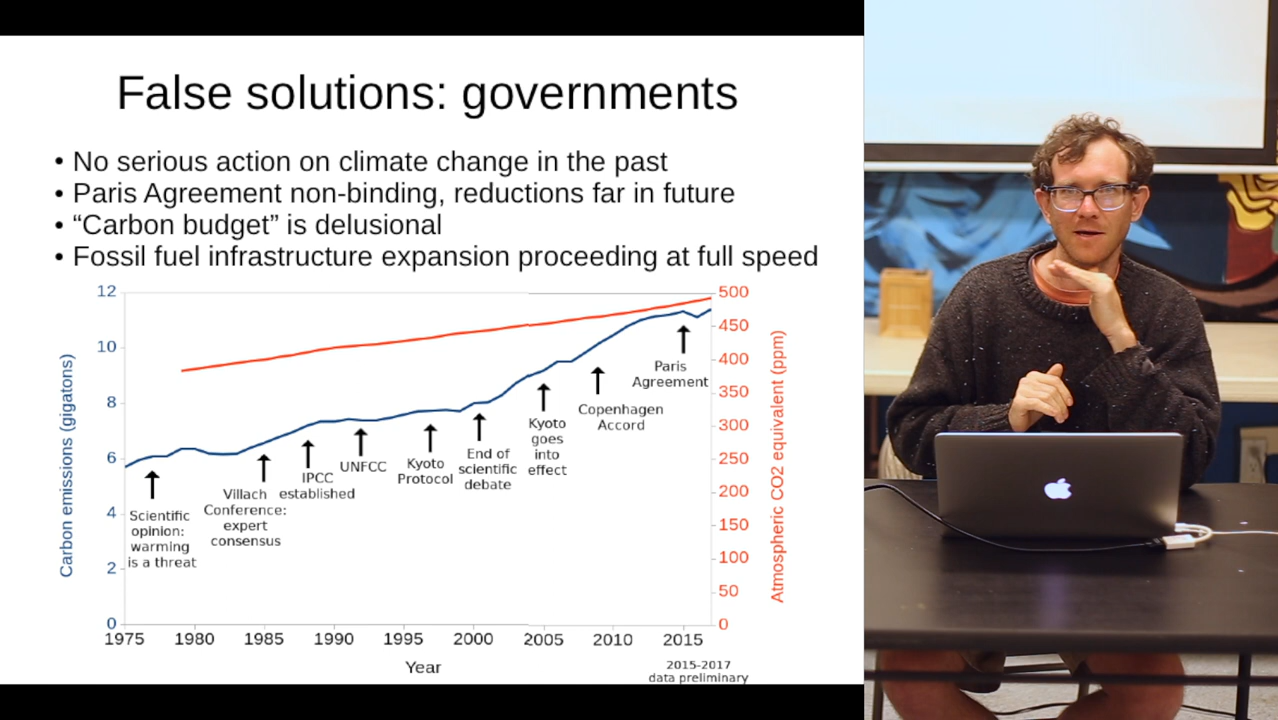 False solutions: governments
• No serious action on climate change in the past
• Paris Agreement non-binding, reductions far in future
• “Carbon budget” is delusional
• Fossil fuel infrastructure expansion proceeding at full speed
12
10
8
6
4
2
0
Carbon emissions (gigatons)
500
450
400
350
300
250
200
150
100
50
0
Atmospheric CO2 equivalent (ppm)
Scientific
opinion:
warming
is a threat
Villach
Conference:
expert
consensus
IPCC
established
UNFCC
Kyoto
Protocol
End of
scientific
debate
Kyoto
goes
into
effect
Copenhagen
Accord
Paris
Agreement
1975 1980 1985 1990 1995 2000 2005 2010 2015
Year
2015-2017
data preliminary